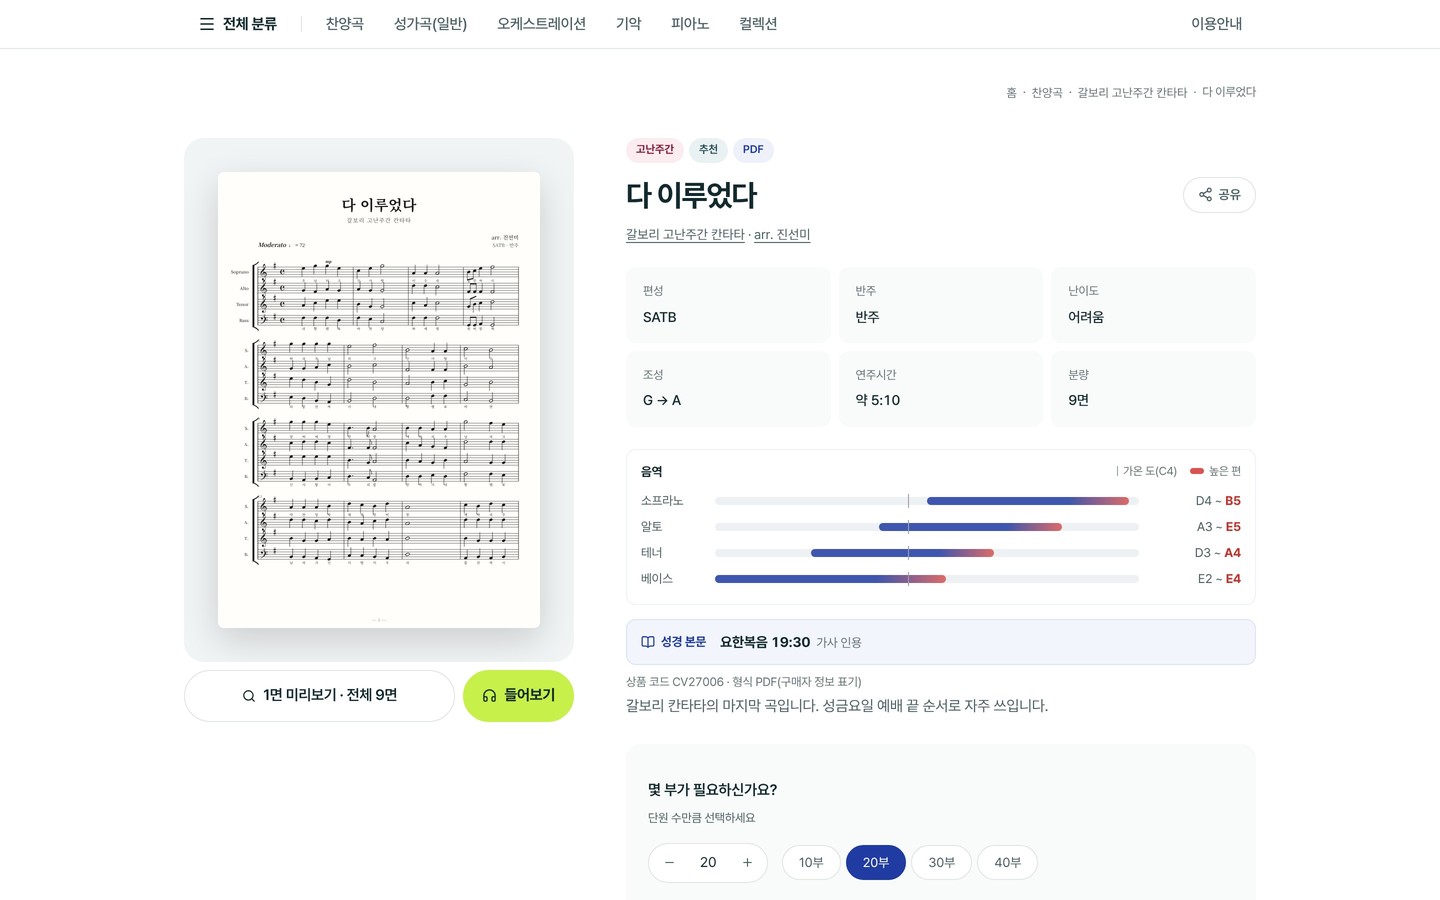 전체 분류 찬양곡 성가곡(일반) 오케스트레이션 기악 피아노 컬렉션 이용안내
홈 · 찬양곡 · 갈보리 고난주간 칸타타 · 다 이루었다
다 이루었다
갈보리 고난주간 칸타타
arr. 진선미
Moderato ♩ = 72
SATB · 반주
mp
Soprano
Alto
Tenor
Bass
S.
A.
T.
B.
S.
A.
T.
B.
S.
A.
T.
B.
1면 미리보기 · 전체 9면
들어보기
고난주간 추천 PDF
다 이루었다
공유
갈보리 고난주간 칸타타 · arr. 진선미
편성 반주 난이도
SATB 반주 어려움
조성 연주시간 분량
G → A 약 5:10 9면
음역 가온 도(C4) 높은 편
소프라노 D4 ~ B5
알토 A3 ~ E5
테너 D3 ~ A4
베이스 E2 ~ E4
성경 본문 요한복음 19:30 가사 인용
상품 코드 CV27006 · 형식 PDF(구매자 정보 표기)
갈보리 칸타타의 마지막 곡입니다. 성금요일 예배 끝 순서로 자주 쓰입니다.
몇 부가 필요하신가요?
단원 수만큼 선택하세요
− 20 + 10부 20부 30부 40부